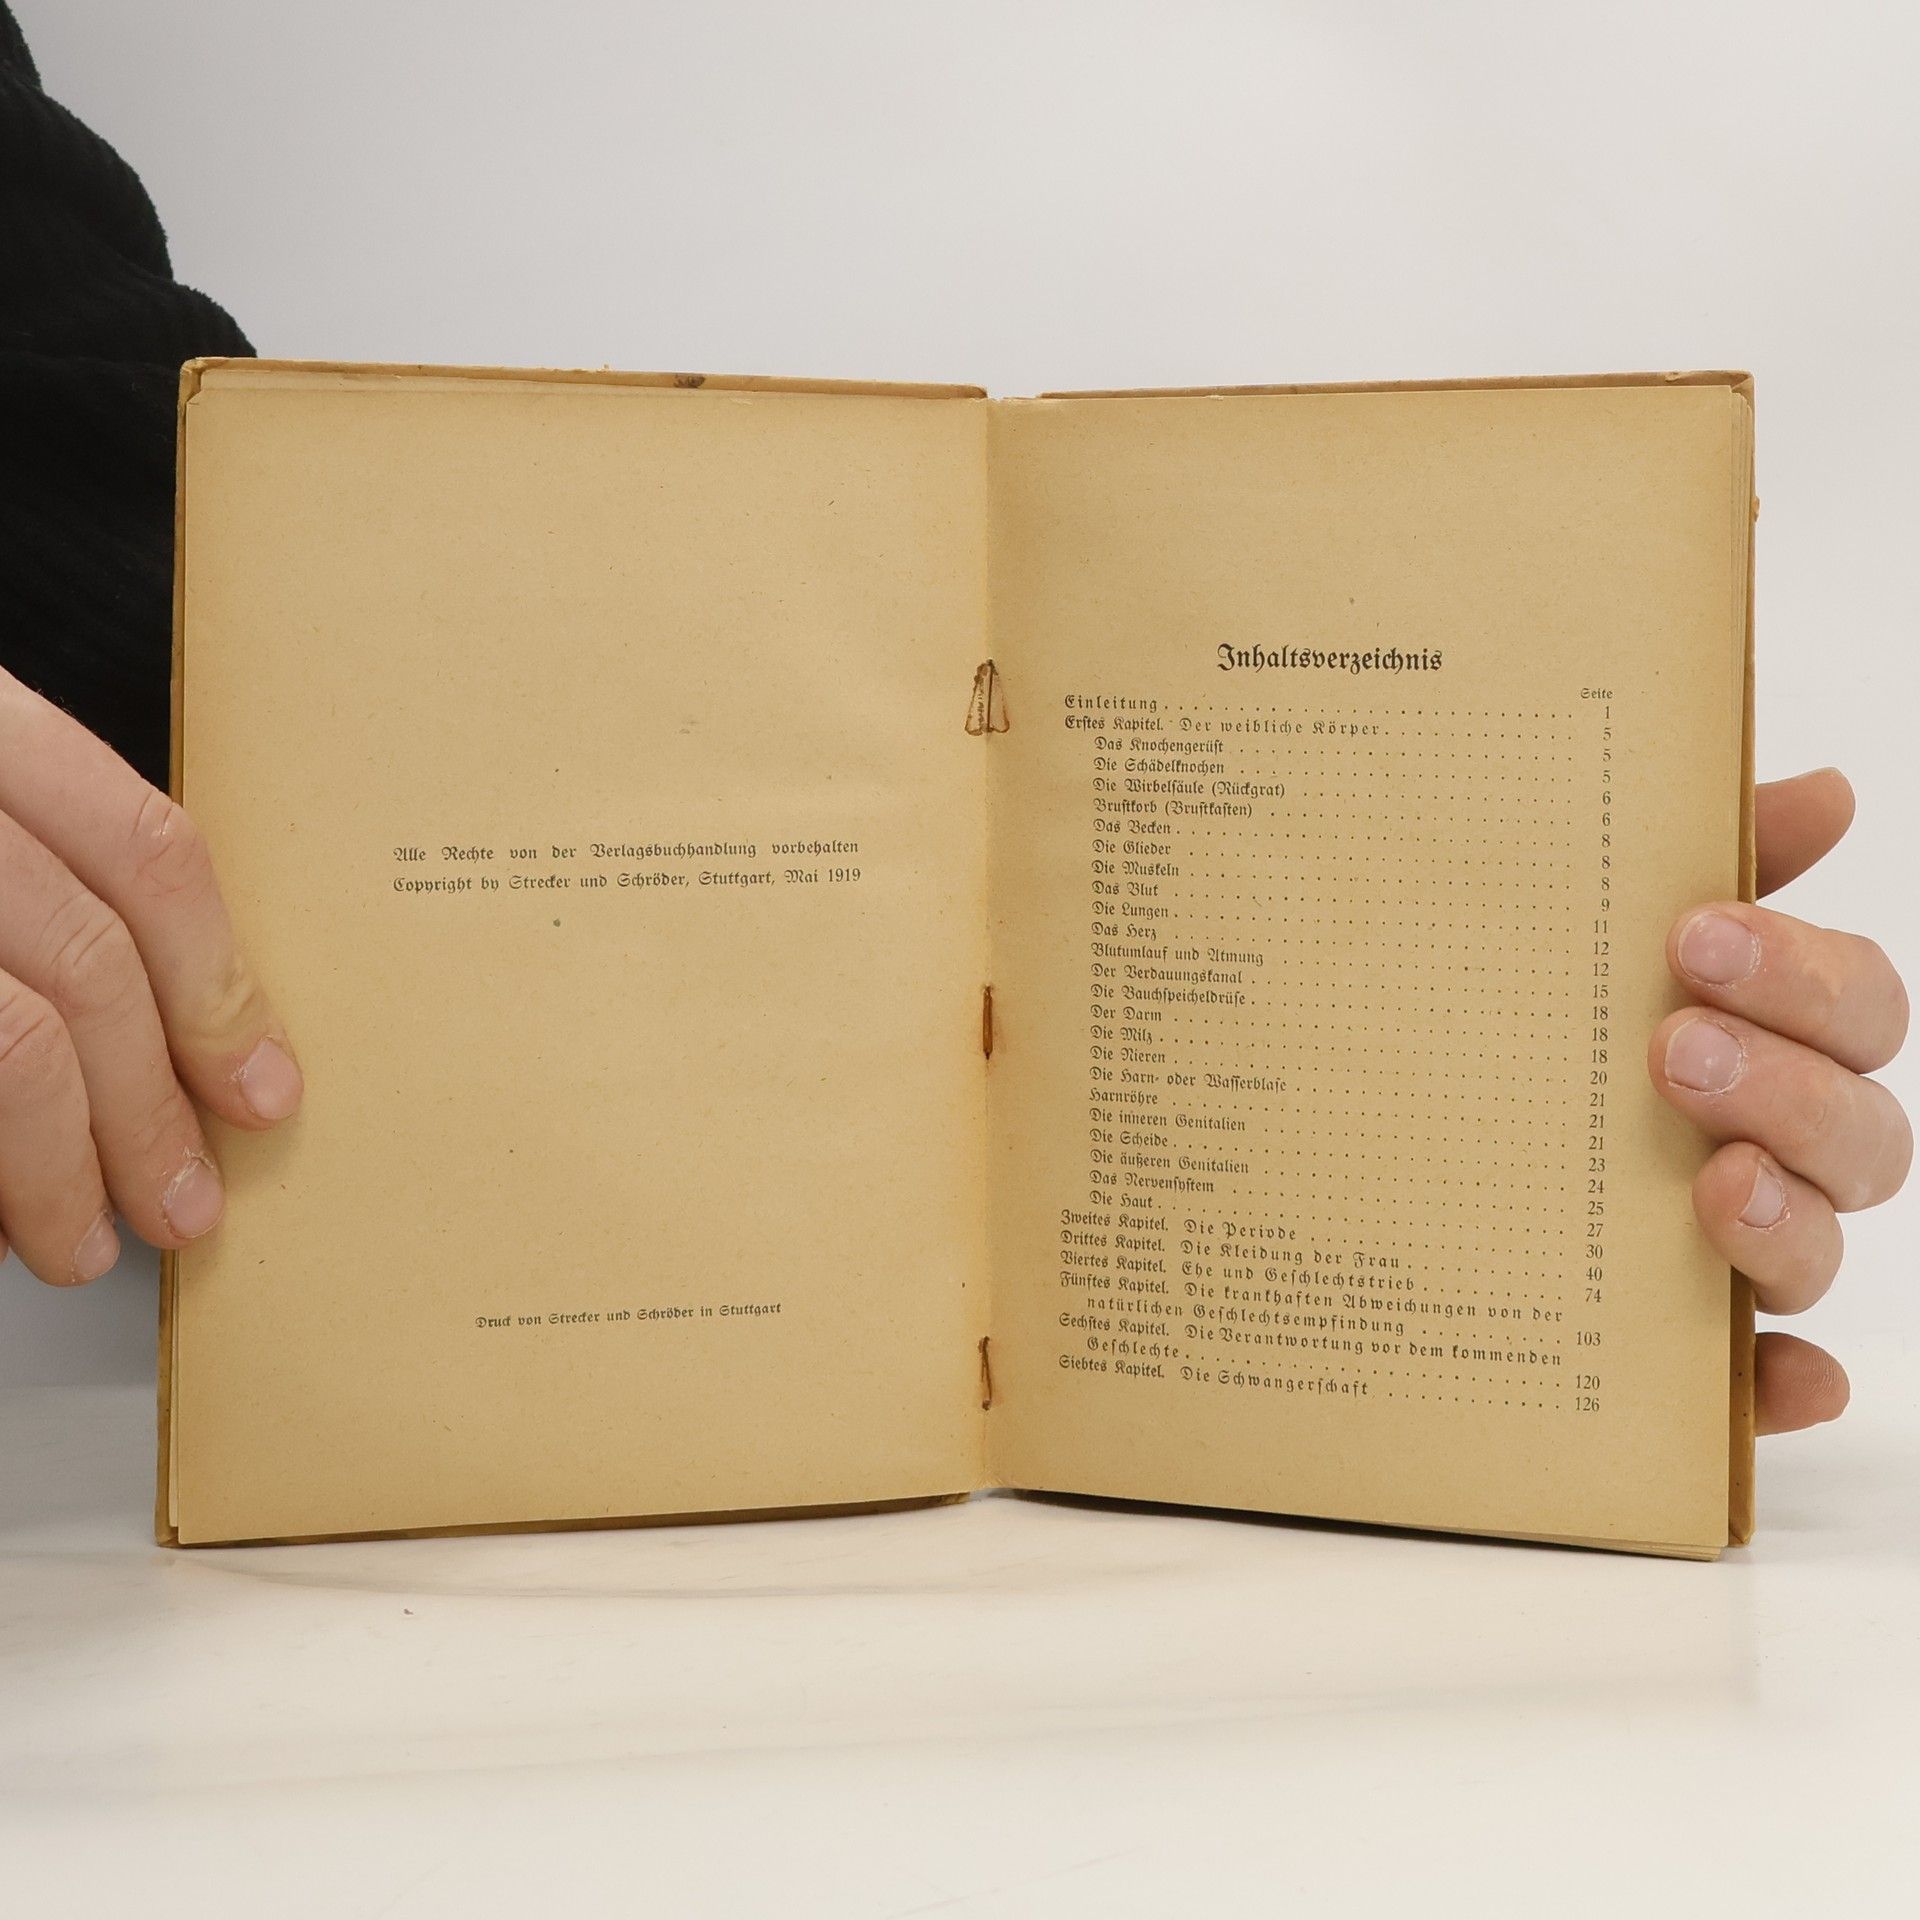 Alle Rechte von der Verlagsbuchhandlung vorbehalten
Copyright by Strecker und Schröder, Stuttgart, Mai 1919
Druck von Strecker und Schröder in Stuttgart
Inhaltsverzeichnis
Seite
Einleitung . . . . . 1
Erstes Kapitel. Der weibliche Körper . . . . . 5
Das Knochengerüst . . . . . 5
Die Schädelknochen . . . . . 5
Die Wirbelsäule (Rückgrat) . . . . . 6
Brustkorb (Brustkasten) . . . . . 6
Das Becken . . . . . 8
Die Glieder . . . . . 8
Die Muskeln . . . . . 8
Das Blut . . . . . 9
Die Lungen . . . . . 11
Das Herz . . . . . 12
Blutumlauf und Atmung . . . . . 12
Der Verdauungskanal . . . . . 15
Die Bauchspeicheldrüse . . . . . 18
Der Darm . . . . . 18
Die Milz . . . . . 18
Die Nieren . . . . . 20
Die Harn- oder Wasserblase . . . . . 21
Harnröhre . . . . . 21
Die inneren Genitalien . . . . . 21
Die Scheide . . . . . 23
Die äußeren Genitalien . . . . . 24
Das Nervensystem . . . . . 25
Die Haut . . . . . 27
Zweites Kapitel. Die Periode . . . . . 30
Drittes Kapitel. Die Kleidung der Frau . . . . . 40
Viertes Kapitel. Ehe und Geschlechtstrieb . . . . . 74
Fünftes Kapitel. Die krankhaften Abweichungen von der
natürlichen Geschlechtsempfindung . . . . . 103
Sechstes Kapitel. Die Verantwortung vor dem kommenden
Geschlechte . . . . . 120
Siebtes Kapitel. Die Schwangerschaft . . . . . 126